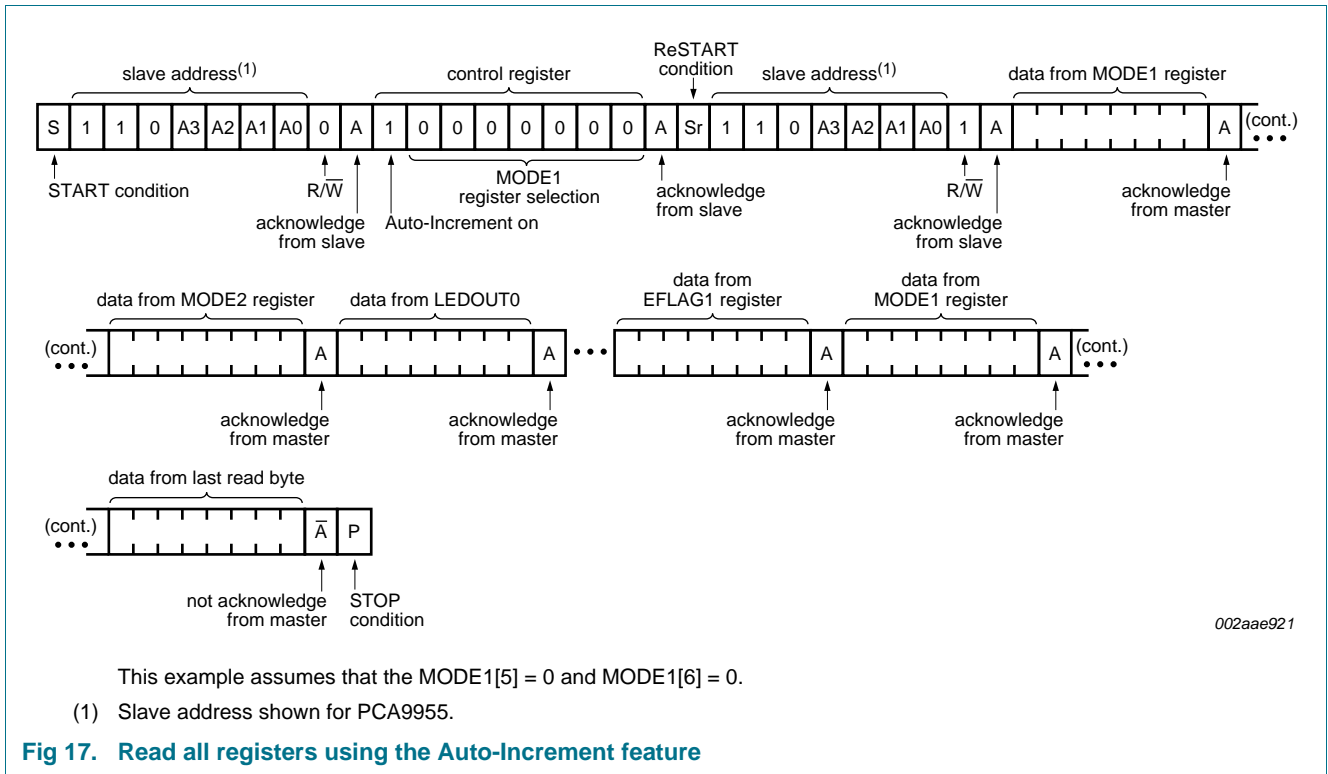 ReSTART
condition
slave address(1)
control register
slave address(1)
data from MODE1 register
S 1 1 0 A3 A2 A1 A0 0 A 1 0 0 0 0 0 0 0 A Sr 1 1 0 A3 A2 A1 A0 1 A A (cont.)
START condition
R/W̅
acknowledge
from slave
Auto-Increment on
MODE1
register selection
acknowledge
from slave
R/W̅
acknowledge
from slave
acknowledge
from master
data from MODE2 register
data from LEDOUT0
data from
EFLAG1 register
data from
MODE1 register
(cont.) A A A A (cont.)
acknowledge
from master
acknowledge
from master
acknowledge
from master
acknowledge
from master
data from last read byte
(cont.) A̅ P
not acknowledge
from master
STOP
condition
002aae921
This example assumes that the MODE1[5] = 0 and MODE1[6] = 0.
(1) Slave address shown for PCA9955.
Fig 17. Read all registers using the Auto-Increment feature